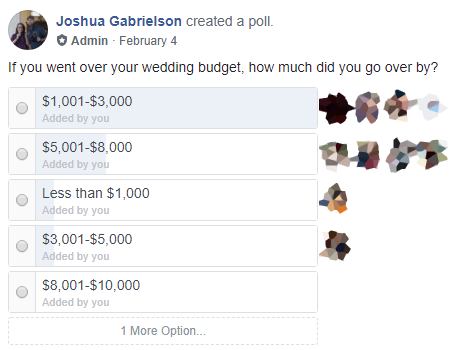 Joshua Gabrielson created a poll.
Admin · February 4
If you went over your wedding budget, how much did you go over by?
$1,001-$3,000
Added by you
$5,001-$8,000
Added by you
Less than $1,000
Added by you
$3,001-$5,000
Added by you
$8,001-$10,000
Added by you
1 More Option...